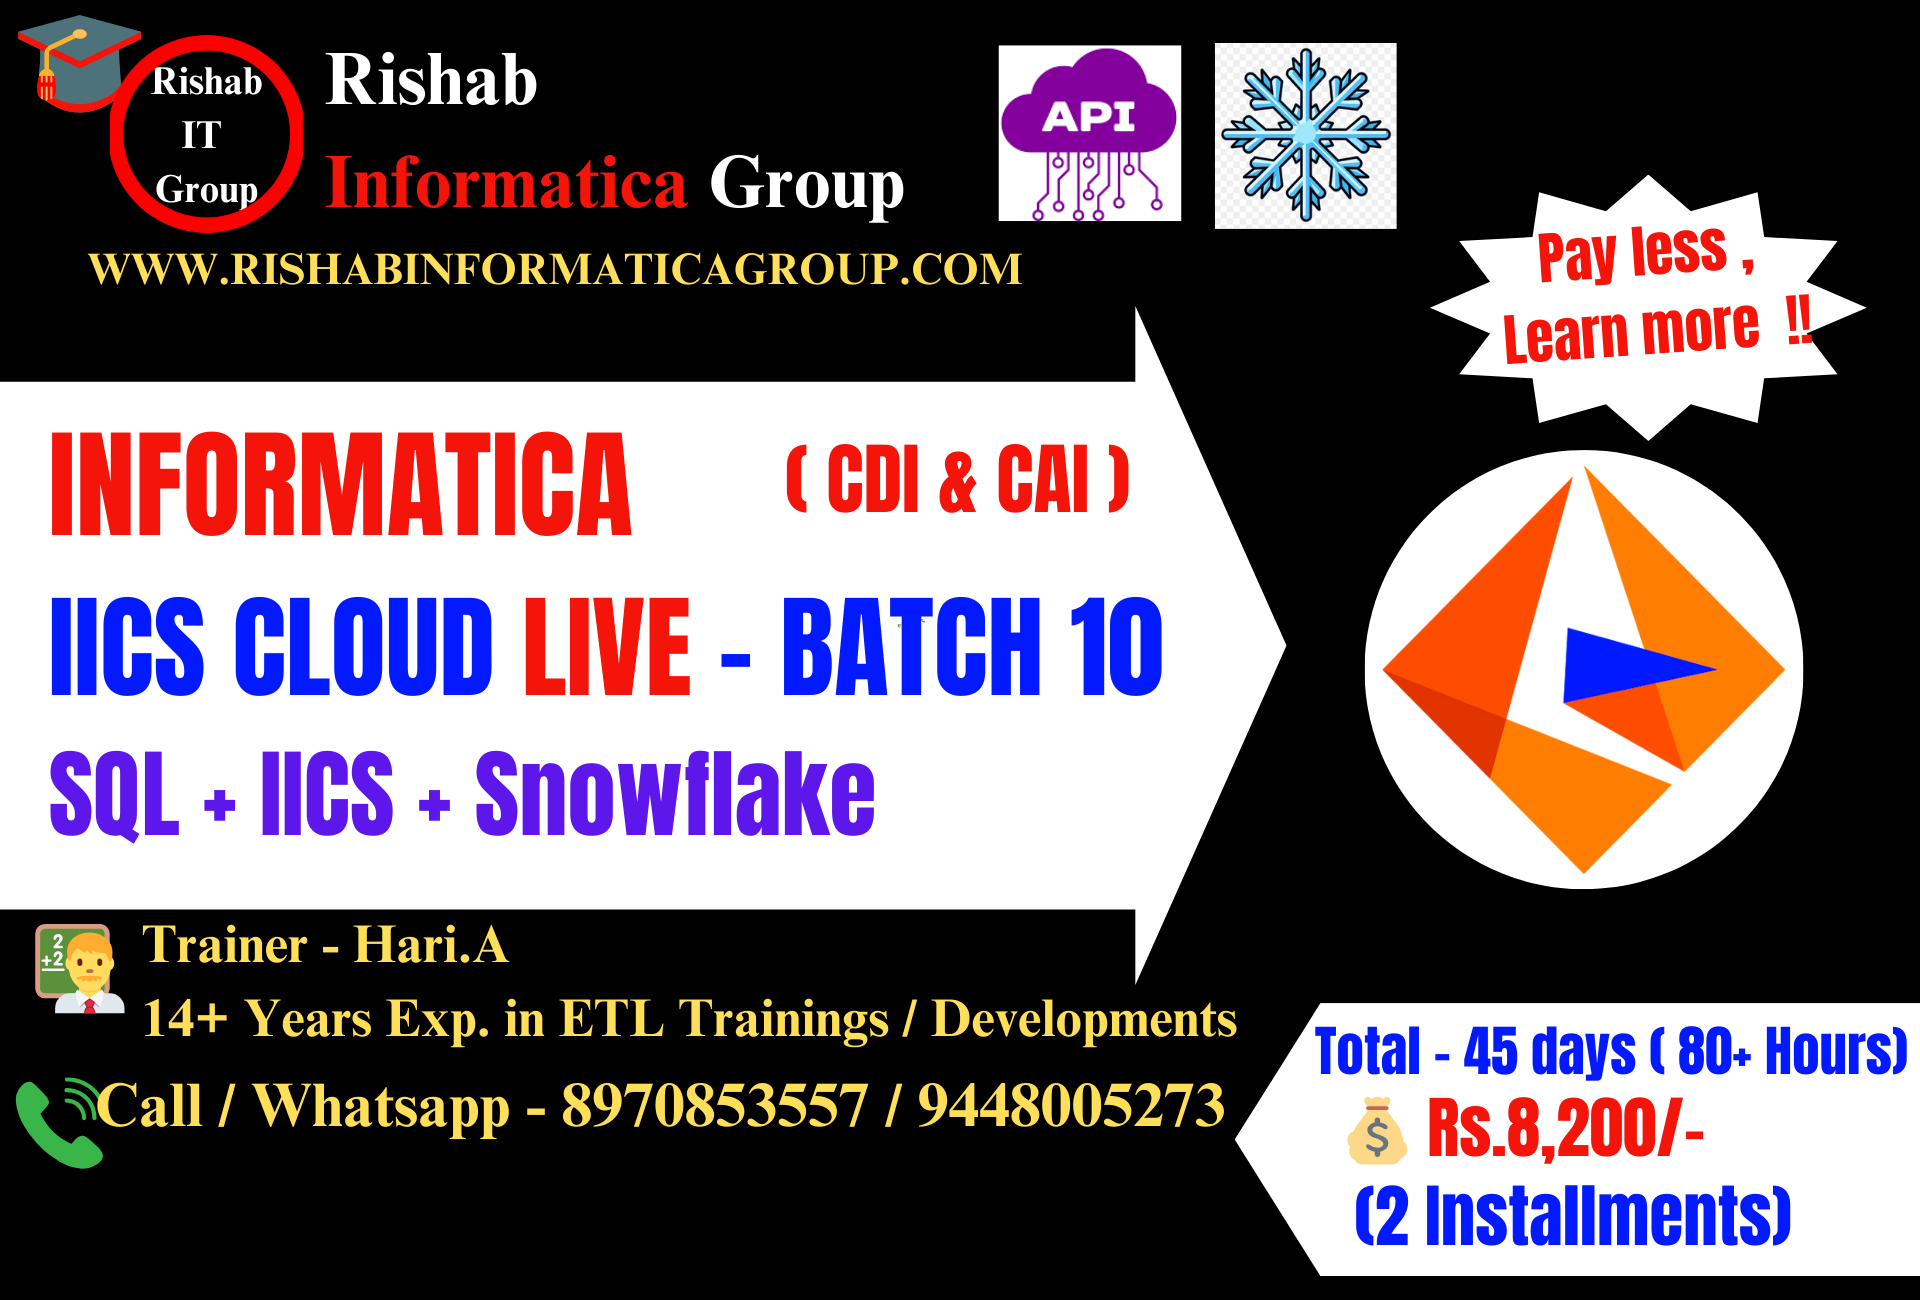 Rishab
IT
Group
Rishab
Informatica Group
API
WWW.RISHABINFORMATICAGROUP.COM
Pay less ,
Learn more !!
INFORMATICA ( CDI & CAI )
IICS CLOUD LIVE - BATCH 10
SQL + IICS + Snowflake
2
+2
Trainer - Hari.A
14+ Years Exp. in ETL Trainings / Developments
Call / Whatsapp - 8970853557 / 9448005273
Total - 45 days ( 80+ Hours)
$ Rs.8,200/-
(2 Installments)